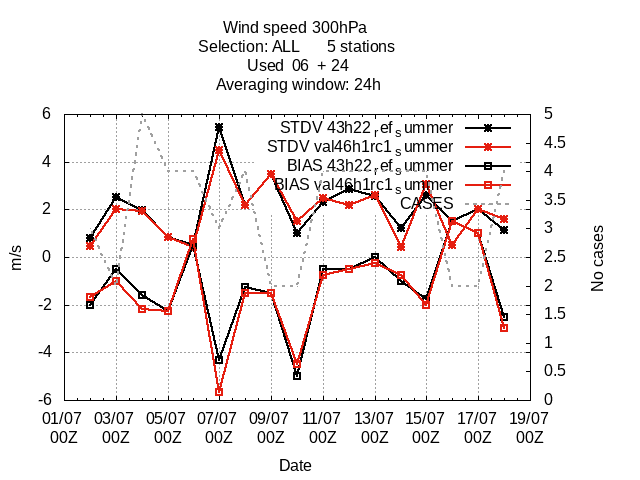 Wind speed 300hPa
Selection: ALL 5 stations
Used 06 + 24
Averaging window: 24h
STDV 43h22,ref_summer
STDV val46h1rc1_summer
BIAS 43h22,ref_summer
BIAS val46h1rc1_summer
CASES
6
4
2
0
-2
-4
-6
m/s
5
4.5
4
3.5
3
2.5
2
1.5
1
0.5
0
No cases
01/07 03/07 05/07 07/07 09/07 11/07 13/07 15/07 17/07 19/07
00Z 00Z 00Z 00Z 00Z 00Z 00Z 00Z 00Z 00Z
Date